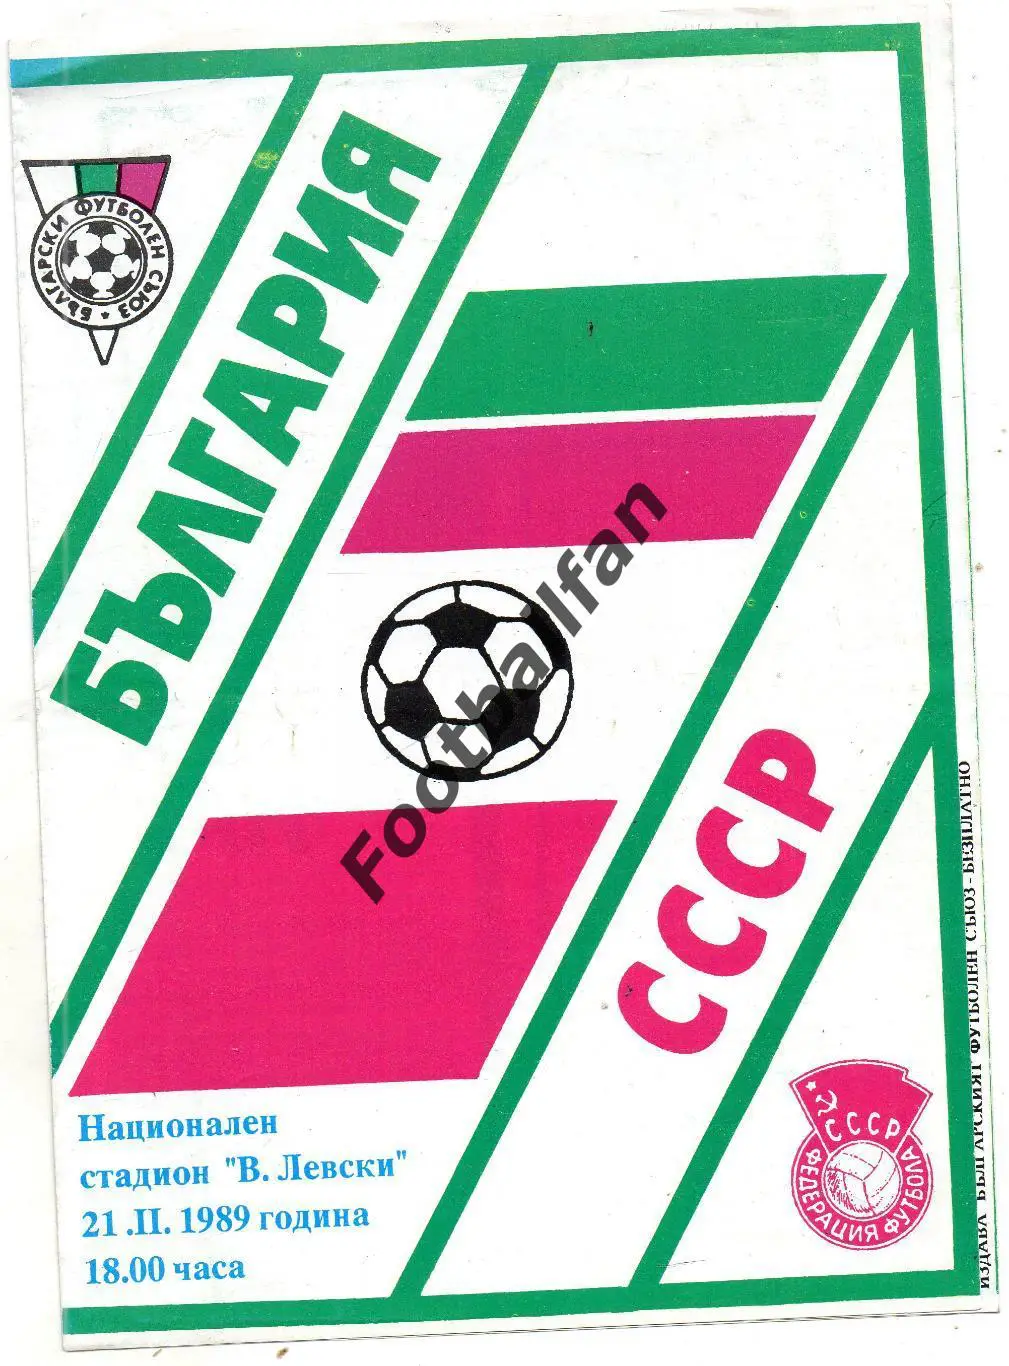 БЪЛГАРСКИ ФУТБОЛЕН СЪЮЗ
БЪЛГАРИЯ
Footballfan
СССР
СССР
ФЕДЕРАЦИЯ ФУТБОЛА
Национален
стадион "В. Левски"
21 .II. 1989 година
18.00 часа
ИЗДАВА БЪЛГАРСКИЯТ ФУТБОЛЕН СЪЮЗ - БЕЗПЛАТНО